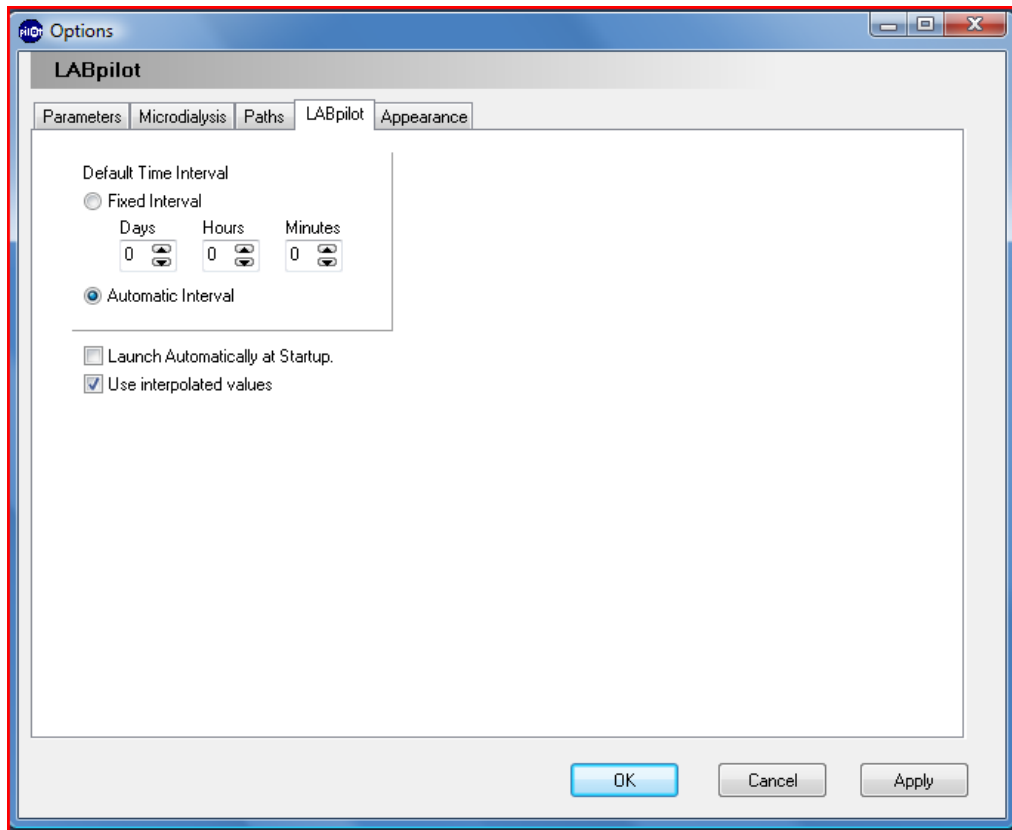 PILOT Options
LABpilot
Parameters Microdialysis Paths LABpilot Appearance
Default Time Interval
Fixed Interval
Days Hours Minutes
0 0 0
Automatic Interval
Launch Automatically at Startup.
Use interpolated values
OK Cancel Apply